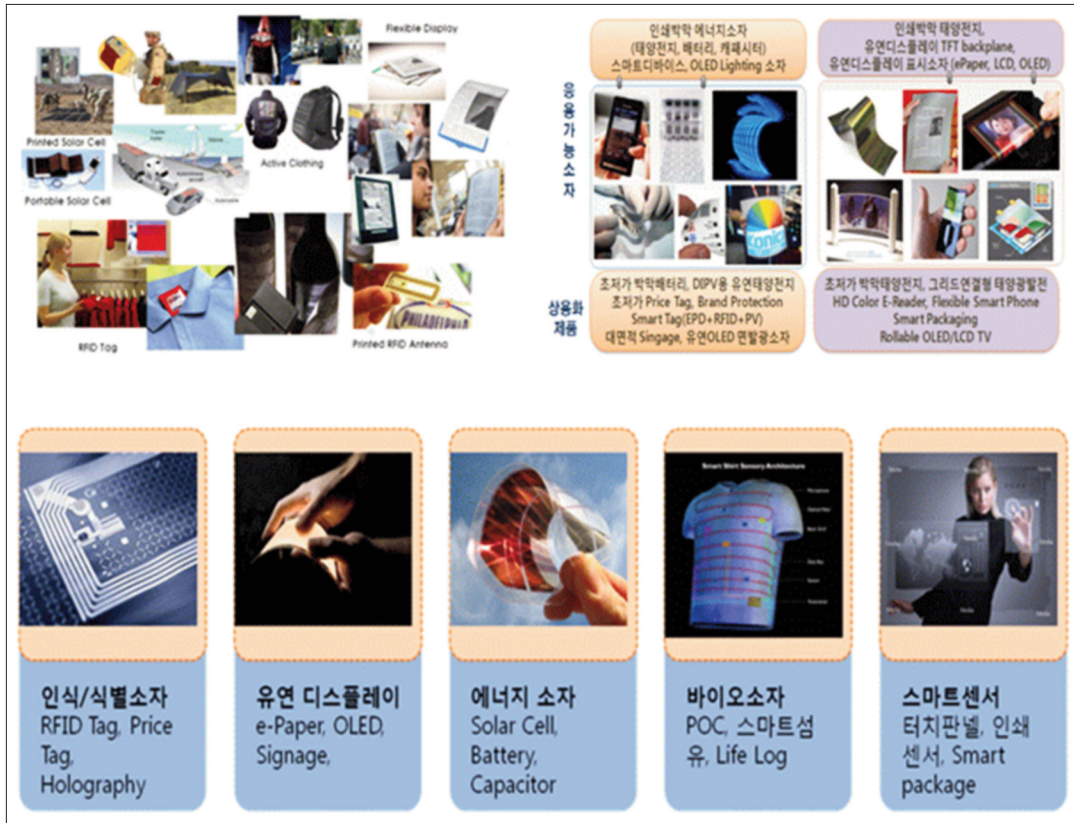 Flexible Display
Printed Solar Cell
Portable Solar Cell
Active Clothing
RFID Tag
Printed RFID Antenna
응용가능소자
인쇄박막 에너지소자
(태양전지, 배터리, 캐패시터)
스마트디바이스, OLED Lighting 소자
인쇄박막 태양전지,
유연디스플레이 TFT backplane,
유연디스플레이 표시소자 (ePaper, LCD, OLED)
상용화
제품
초저가 박막배터리, DIPV용 유연태양전지
초저가 Price Tag, Brand Protection
Smart Tag(EPD+RFID+PV)
대면적 Singage, 유연OLED 면발광소자
초저가 박막태양전지, 그리드연결형 태양광발전
HD Color E-Reader, Flexible Smart Phone
Smart Packaging
Rollable OLED/LCD TV
Smart Shirt Sensory Architecture
인식/식별소자
RFID Tag, Price
Tag,
Holography
유연 디스플레이
e-Paper, OLED,
Signage,
에너지 소자
Solar Cell,
Battery,
Capacitor
바이오소자
POC, 스마트섬
유, Life Log
스마트센서
터치판넬, 인쇄
센서, Smart
package